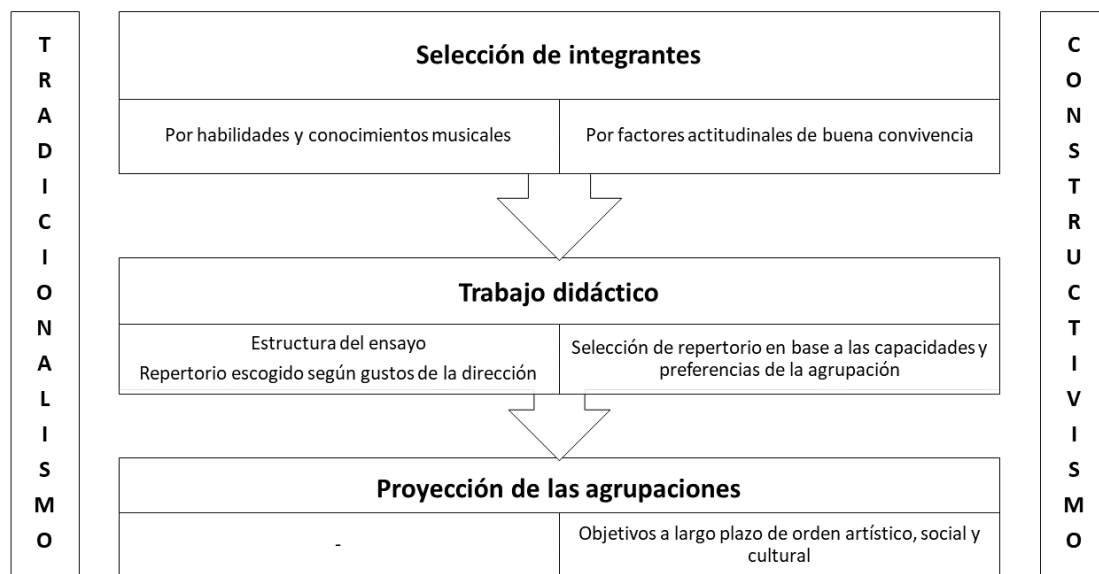 TRADICIONALISMO
Selección de integrantes
Por habilidades y conocimientos musicales
Por factores actitudinales de buena convivencia
Trabajo didáctico
Estructura del ensayo
Repertorio escogido según gustos de la dirección
Selección de repertorio en base a las capacidades y
preferencias de la agrupación
Proyección de las agrupaciones
-
Objetivos a largo plazo de orden artístico, social y
cultural
CONSTRUCTIVISMO